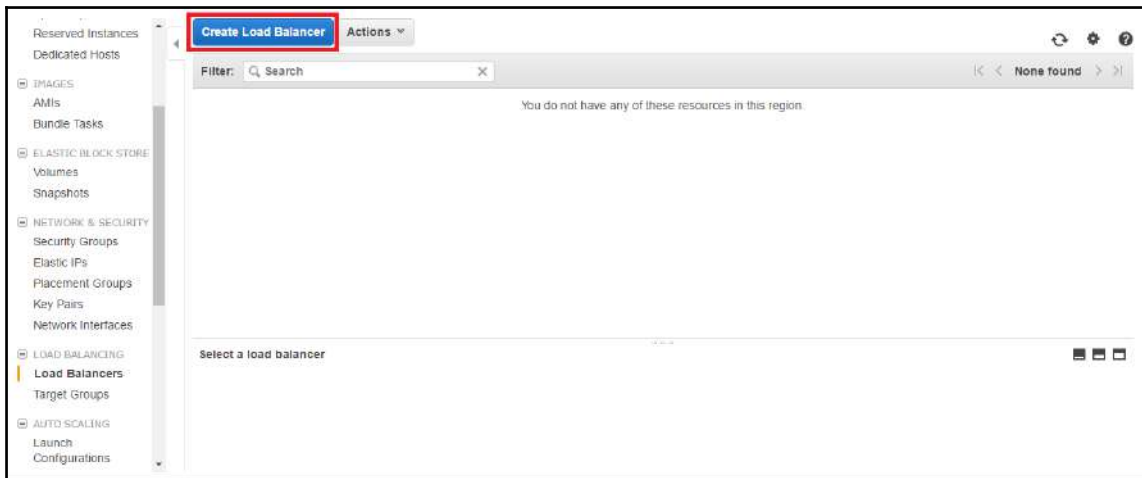 Reserved Instances
Dedicated Hosts
IMAGES
AMIs
Bundle Tasks
ELASTIC BLOCK STORE
Volumes
Snapshots
NETWORK & SECURITY
Security Groups
Elastic IPs
Placement Groups
Key Pairs
Network Interfaces
LOAD BALANCING
Load Balancers
Target Groups
AUTO SCALING
Launch
Configurations
Create Load Balancer Actions
Filter: Search None found
You do not have any of these resources in this region
Select a load balancer